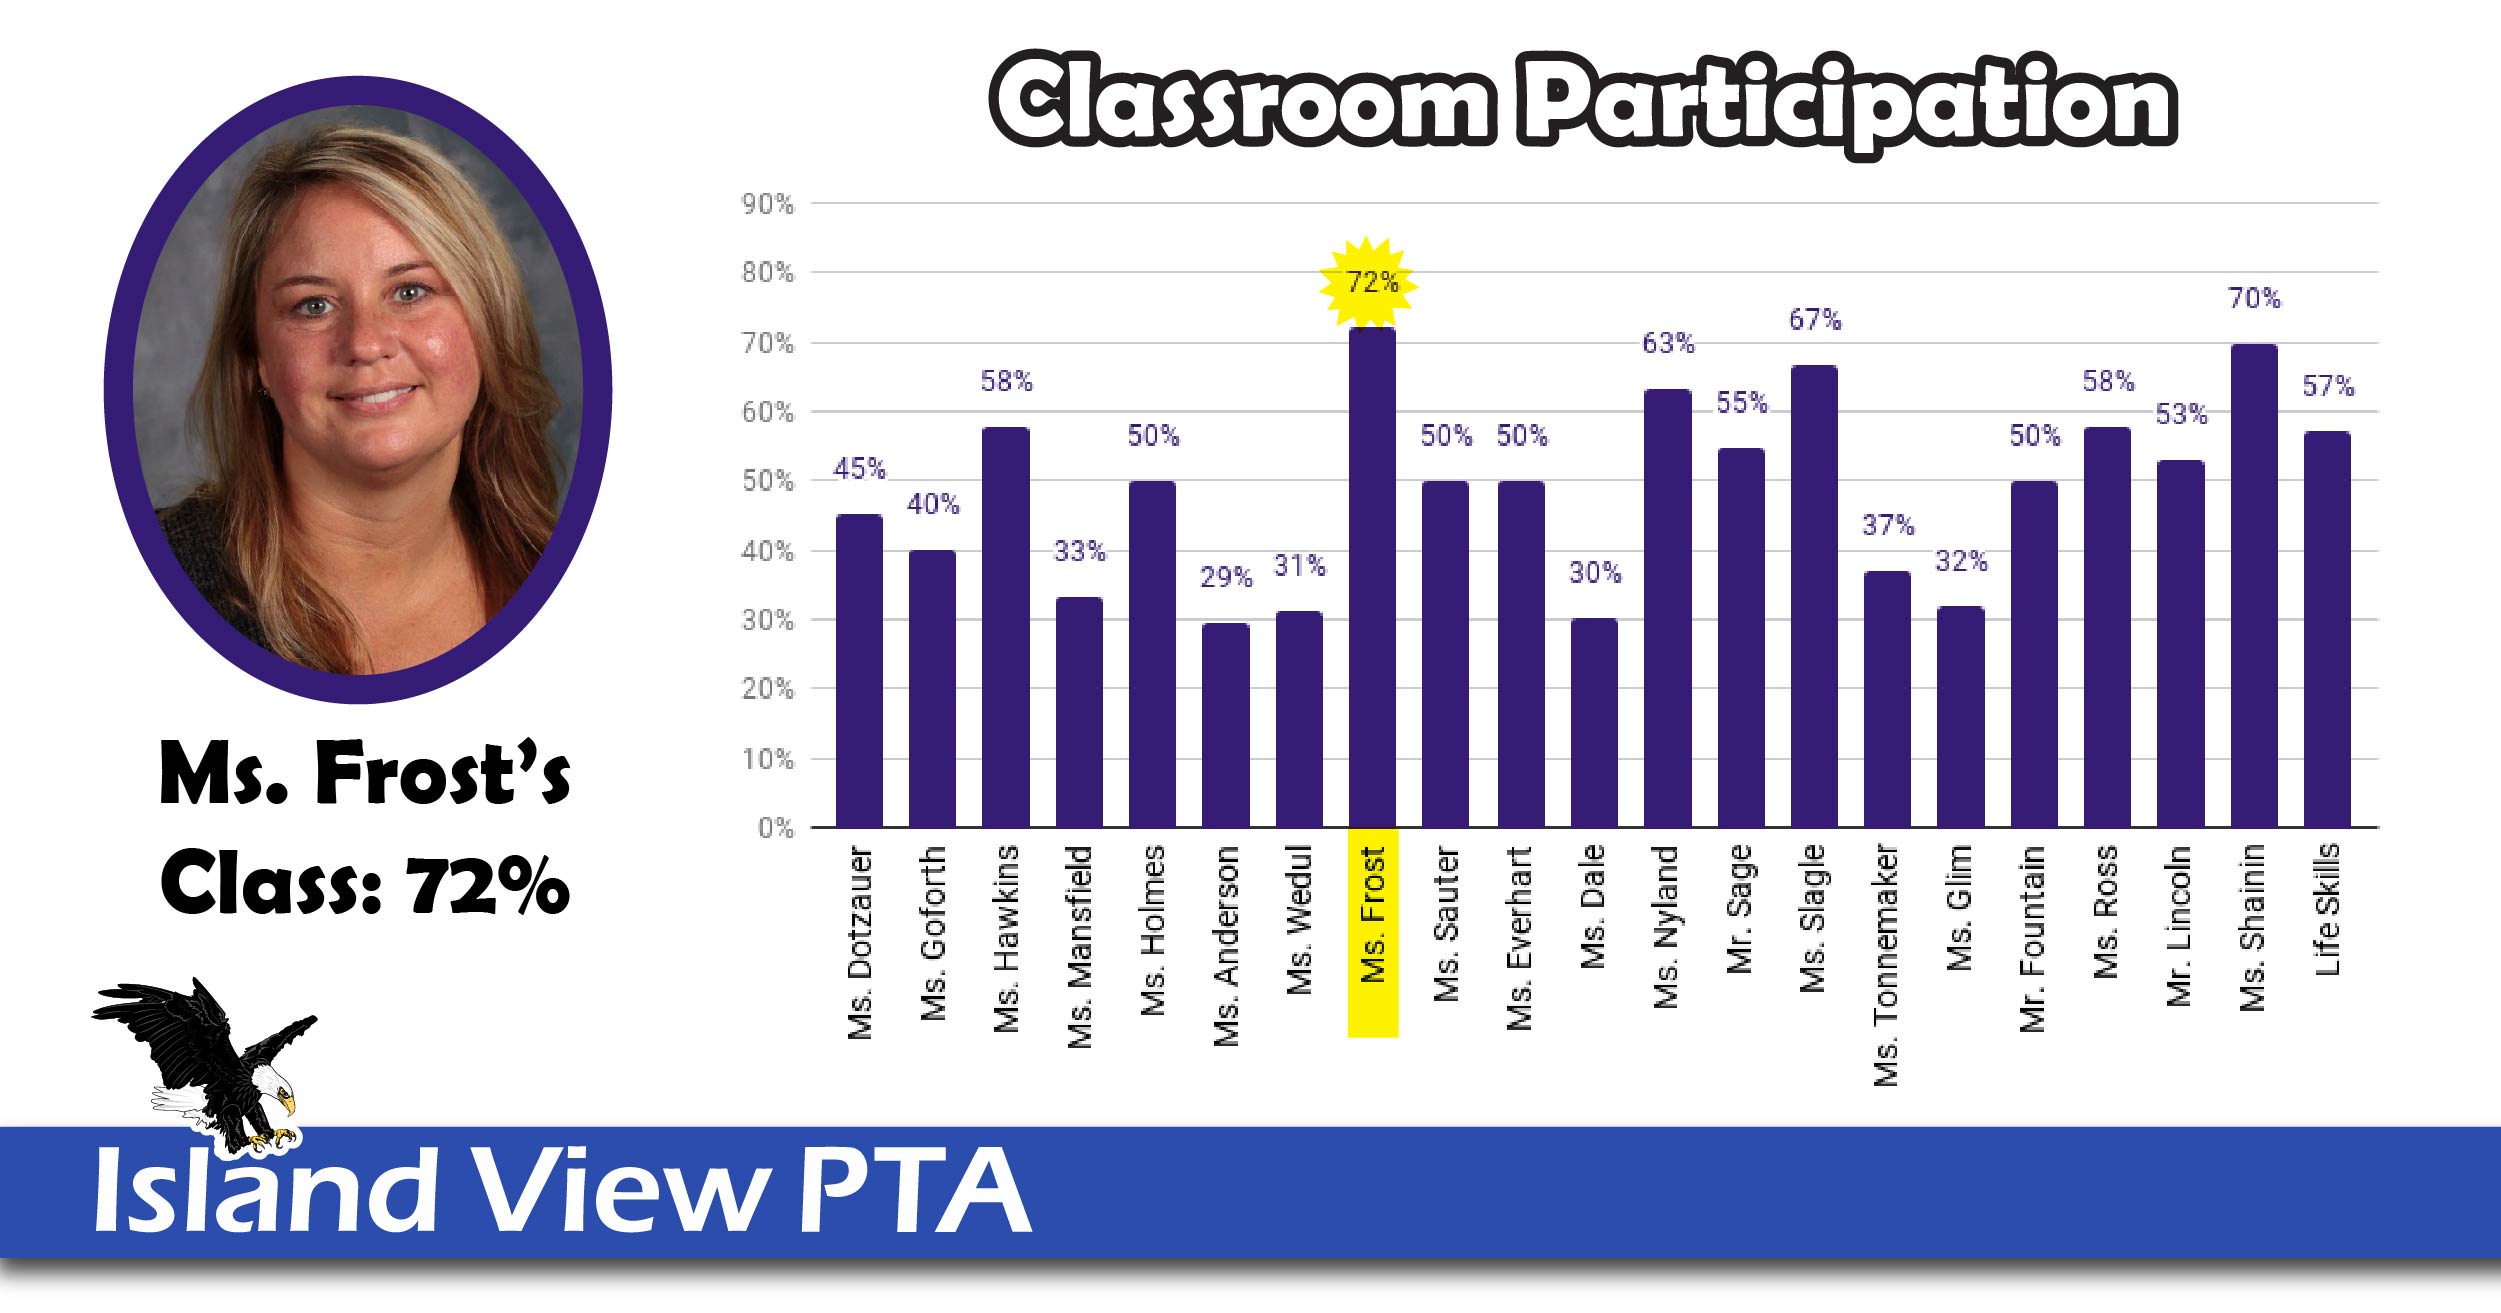 Classroom Participation
90%
80%
70%
60%
50%
40%
30%
20%
10%
0%
45%
40%
58%
33%
50%
29%
31%
72%
50%
50%
30%
63%
55%
67%
37%
32%
50%
58%
53%
70%
57%
Ms. Dotzauer
Ms. Goforth
Ms. Hawkins
Ms. Mansfield
Ms. Holmes
Ms. Anderson
Ms. Wedul
Ms. Frost
Ms. Sauter
Ms. Everhart
Ms. Dale
Ms. Nyland
Mr. Sage
Ms. Slagle
Ms. Tonnemaker
Ms. Glim
Mr. Fountain
Ms. Ross
Mr. Lincoln
Ms. Shainin
Life Skills
Ms. Frost’s
Class: 72%
Island View PTA